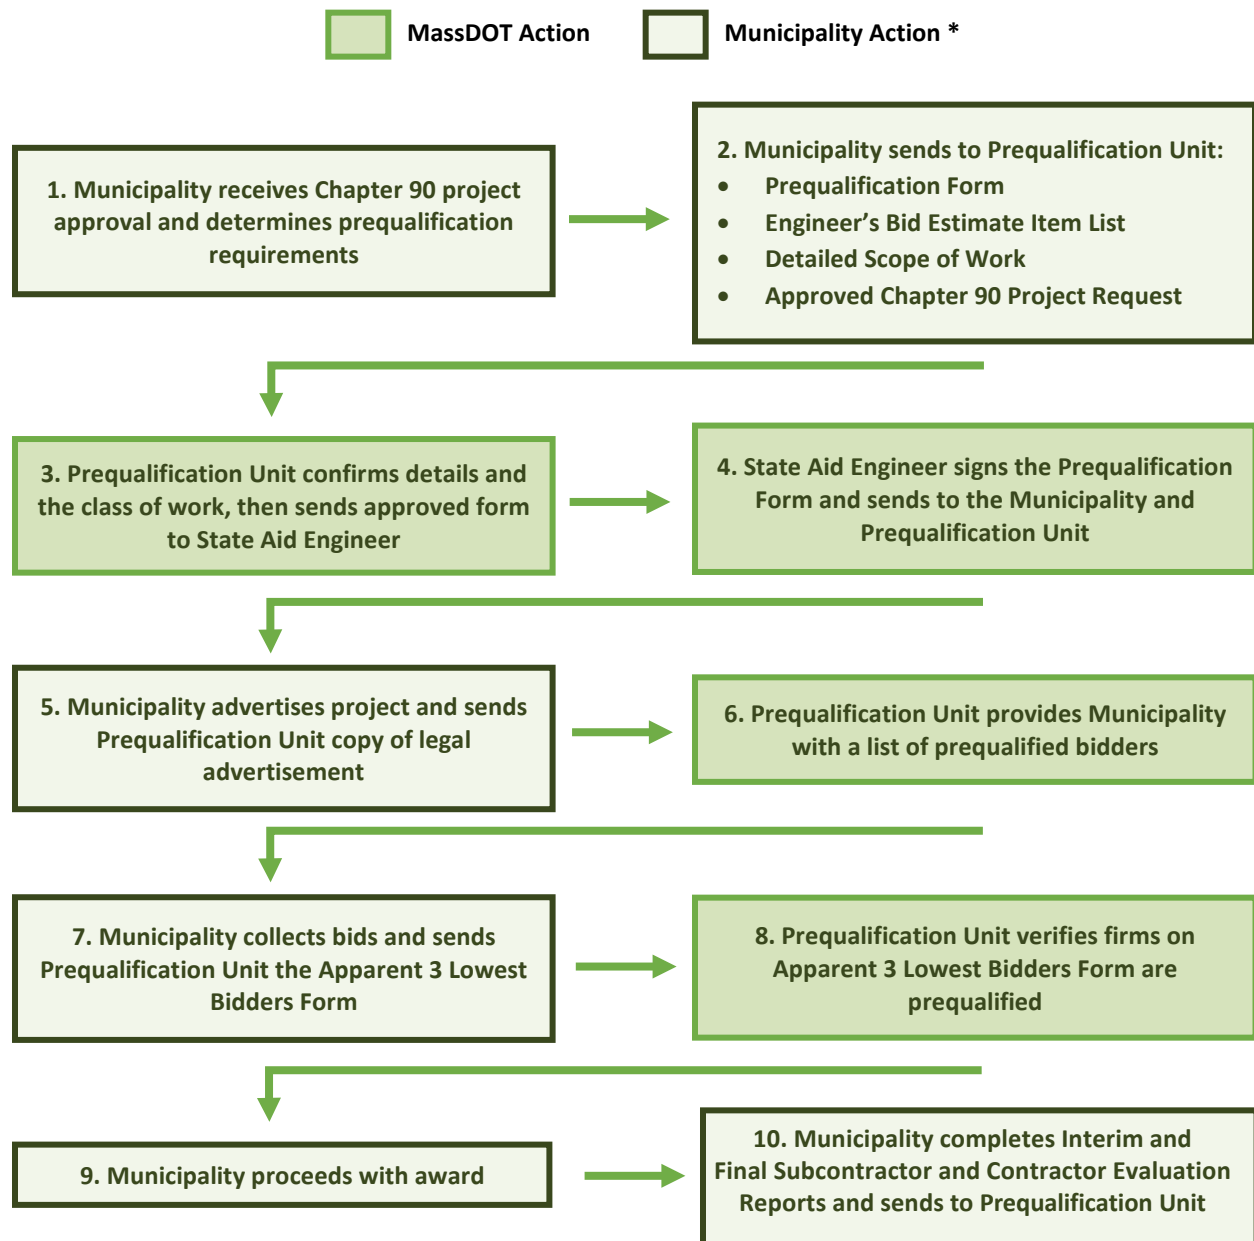 MassDOT Action
Municipality Action *
1. Municipality receives Chapter 90 project
approval and determines prequalification
requirements
2. Municipality sends to Prequalification Unit:
• Prequalification Form
• Engineer’s Bid Estimate Item List
• Detailed Scope of Work
• Approved Chapter 90 Project Request
3. Prequalification Unit confirms details and
the class of work, then sends approved form
to State Aid Engineer
4. State Aid Engineer signs the Prequalification
Form and sends to the Municipality and
Prequalification Unit
5. Municipality advertises project and sends
Prequalification Unit copy of legal
advertisement
6. Prequalification Unit provides Municipality
with a list of prequalified bidders
7. Municipality collects bids and sends
Prequalification Unit the Apparent 3 Lowest
Bidders Form
8. Prequalification Unit verifies firms on
Apparent 3 Lowest Bidders Form are
prequalified
9. Municipality proceeds with award
10. Municipality completes Interim and
Final Subcontractor and Contractor Evaluation
Reports and sends to Prequalification Unit